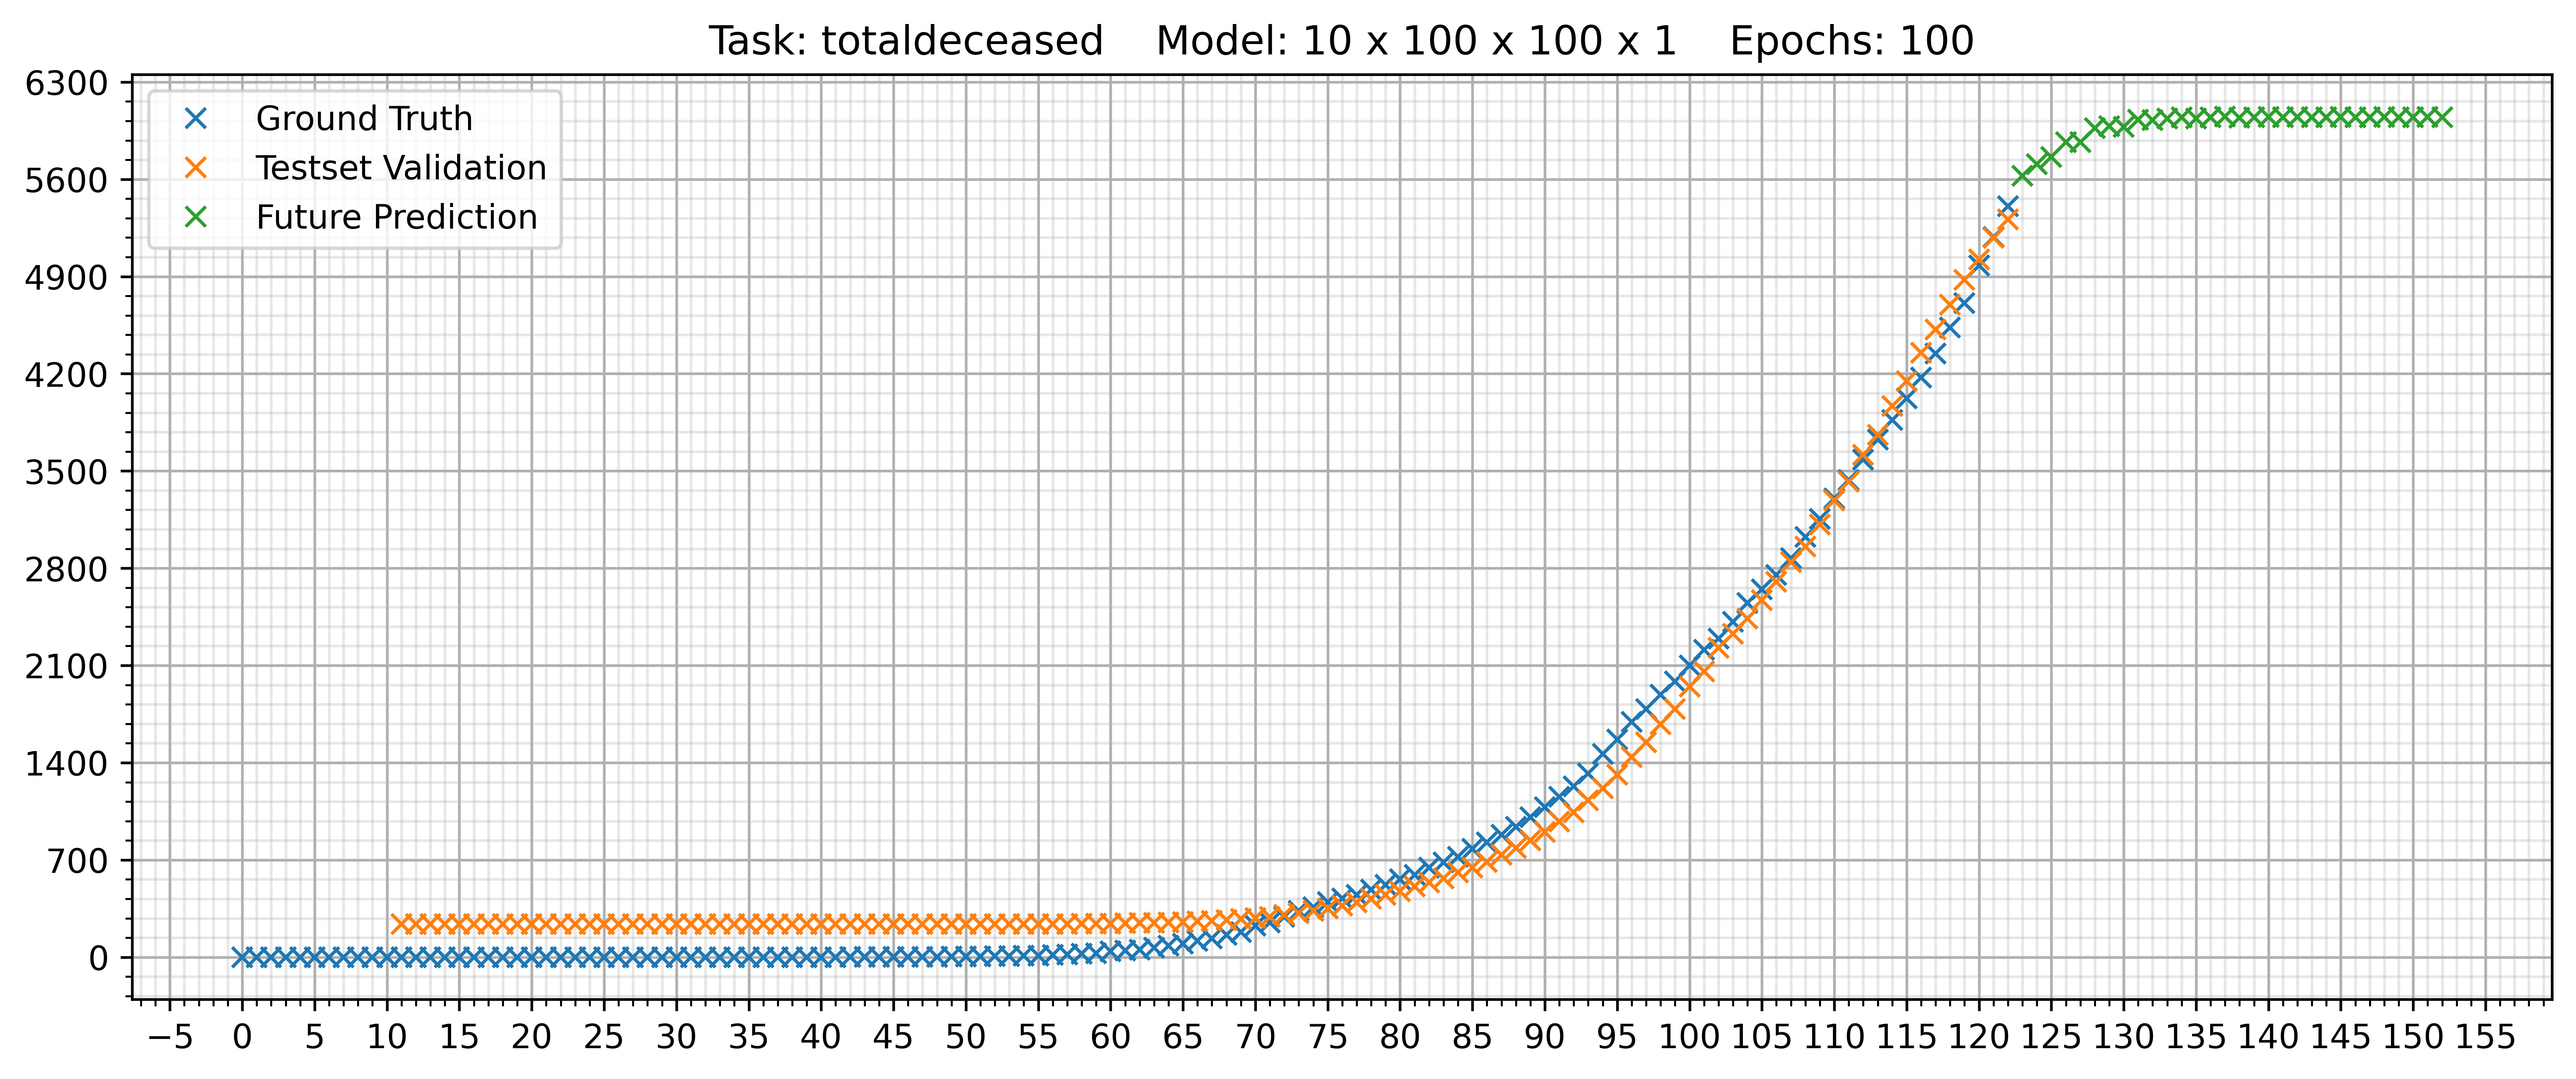 Task: totaldeceased Model: 10 x 100 x 100 x 1 Epochs: 100
6300
Ground Truth
Testset Validation
5600
Future Prediction
4900
4200
3500
2800
2100
1400
700
0
−5 0 5 10 15 20 25 30 35 40 45 50 55 60 65 70 75 80 85 90 95 100 105 110 115 120 125 130 135 140 145 150 155